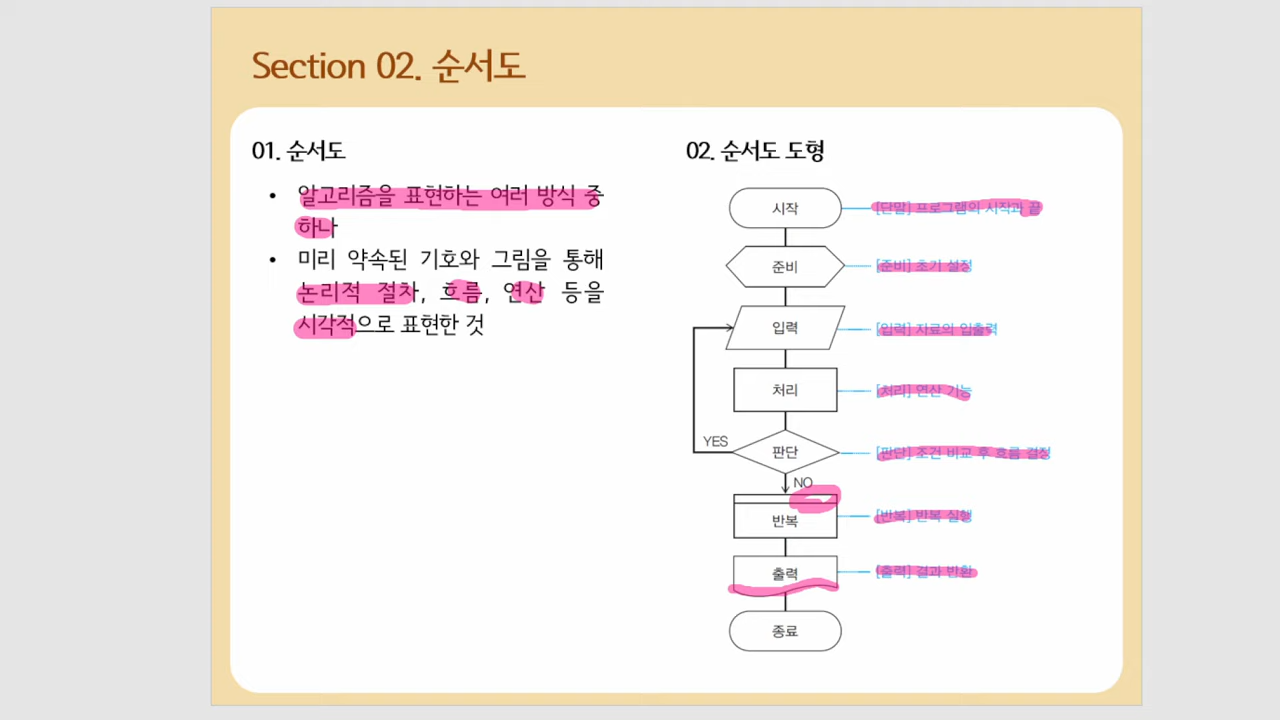 Section 02. 순서도
01. 순서도
• 알고리즘을 표현하는 여러 방식 중
하나
• 미리 약속된 기호와 그림을 통해
논리적 절차, 흐름, 연산 등을
시각적으로 표현한 것
02. 순서도 도형
시작
[단말] 프로그램의 시작과 끝
준비
[준비] 초기 설정
입력
[입력] 자료의 입출력
처리
[처리] 연산 기능
YES
판단
[판단] 조건 비교 후 흐름 결정
NO
반복
[반복] 반복 실행
출력
[출력] 결과 반환
종료